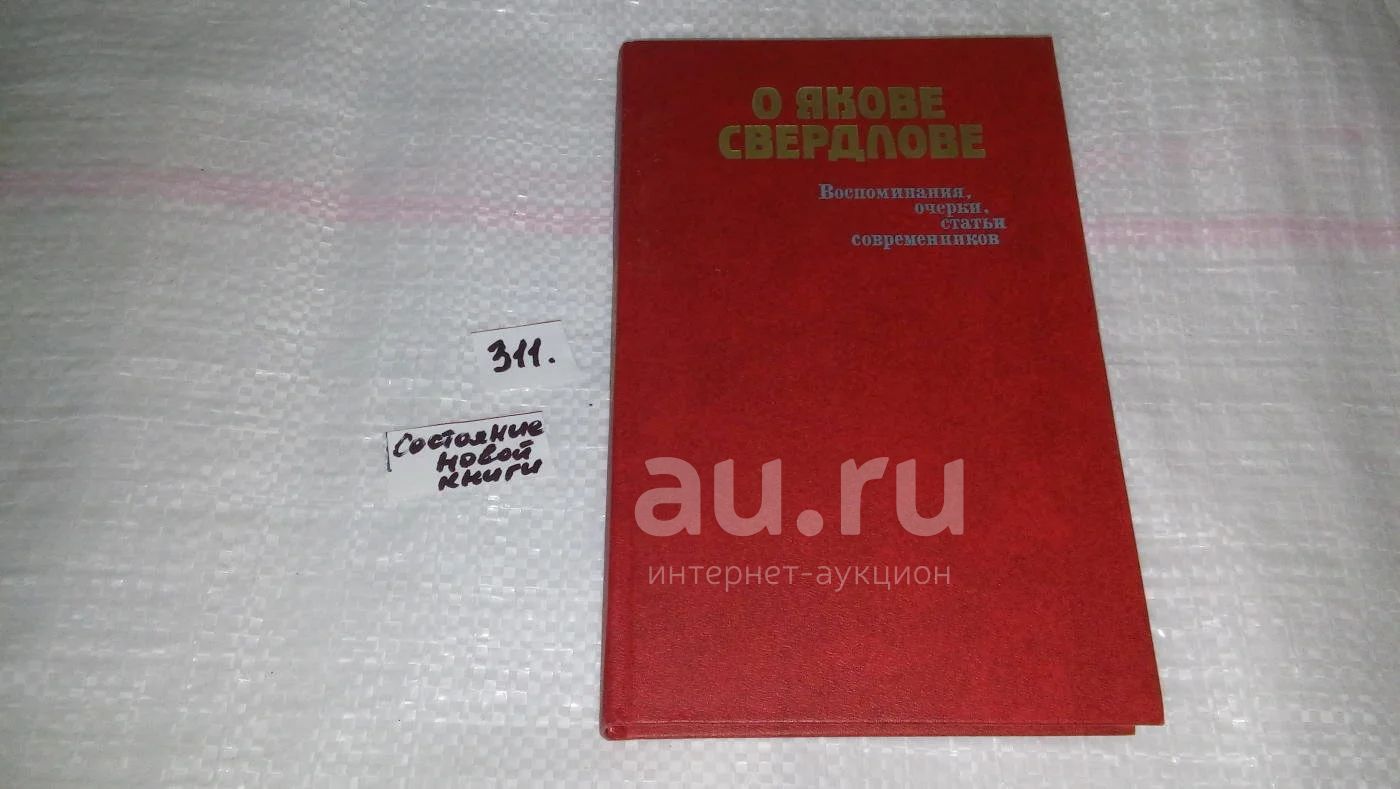 О ЯКОВЕ
СВЕРДЛОВЕ
Воспоминания,
очерки,
статьи
современников
311.
Состояние
новой
книги
au.ru
интернет-аукцион